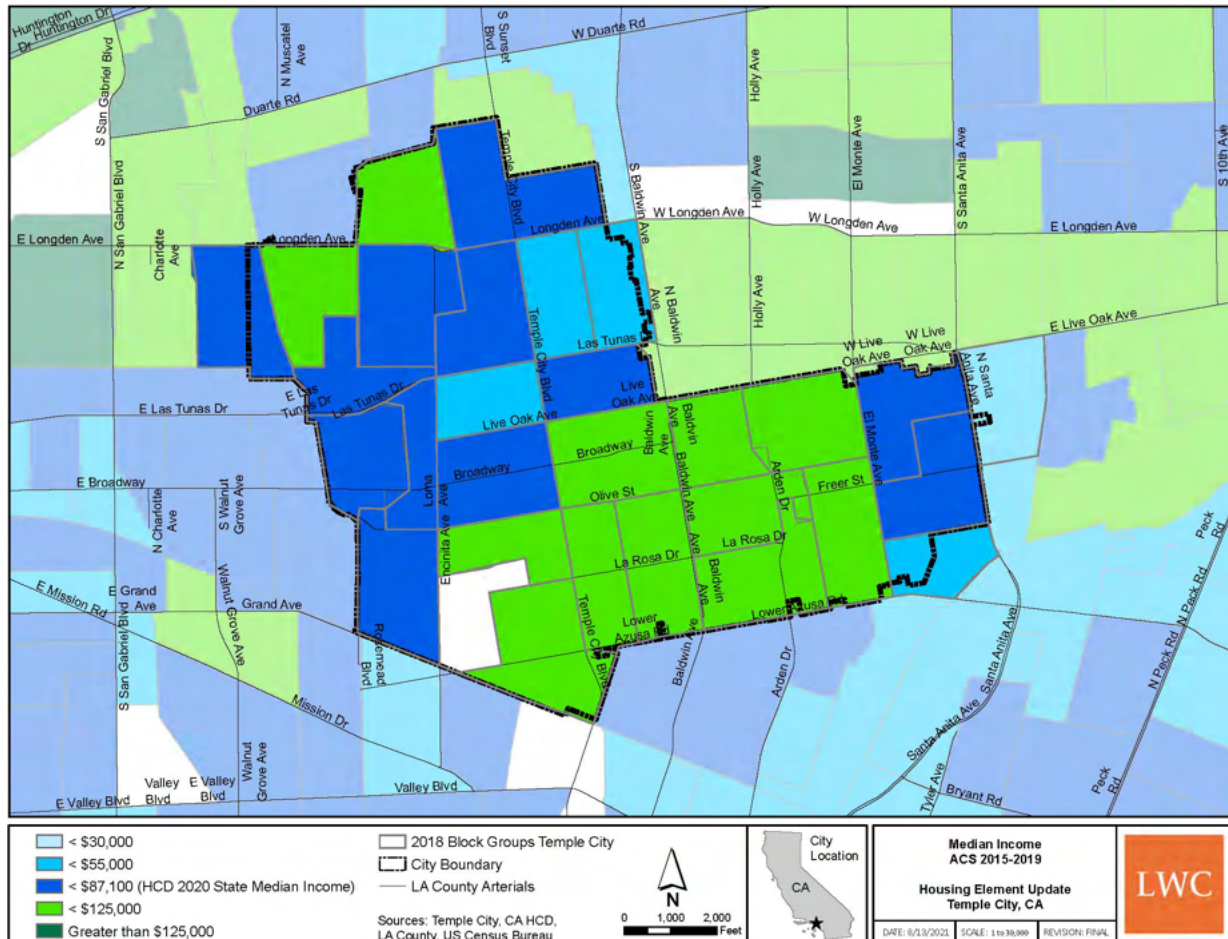 Huntington
Dr
Huntington Dr
S San Gabriel Blvd
N Muscatel
Ave
S Sunset
Blvd
W Duarte Rd
Duarte Rd
Holly Ave
El Monte Ave
S Santa Anita Ave
S 10th Ave
Temple City Blvd
S Baldwin Ave
Holly Ave
E Longden Ave
N San Gabriel Blvd
Charlotte
Ave
Longden Ave
Longden Ave
W Longden Ave
W Longden Ave
E Longden Ave
N Baldwin
Ave
Holly Ave
Temple City Blvd
Las Tunas Dr
W Live
Oak Ave
W Live
Oak Ave
E Live Oak Ave
N Santa
Anita Ave
E Las
Tunas Dr
Las Tunas Dr
E Las Tunas Dr
Live Oak Ave
Live
Oak Ave
Baldwin
Ave
Baldwin
Ave
El Monte Ave
Broadway
Broadway
E Broadway
Loma
Ave
Encinita Ave
Olive St
Baldwin Ave
Arden Dr
Freer St
N Charlotte
Ave
S Walnut
Grove Ave
La Rosa Dr
La Rosa Dr
Baldwin
Ave
Peck
Rd
N Peck Rd
E Mission Rd
E Grand
Ave
Grand Ave
Walnut Grove Ave
S San Gabriel Blvd
Rosemead
Blvd
Temple City Blvd
Lower
Azusa Rd
Lower Azusa Rd
Baldwin Ave
Arden Dr
Santa Anita Ave
Santa Anita Ave
N Peck Rd
Mission Dr
Walnut
Grove Ave
Valley
Blvd
E Valley
Blvd
E Valley Blvd
Valley Blvd
Tyler Ave
Bryant Rd
Peck
Rd
< $30,000
< $55,000
< $87,100 (HCD 2020 State Median Income)
< $125,000
Greater than $125,000
2018 Block Groups Temple City
City Boundary
LA County Arterials
Sources: Temple City, CA HCD,
LA County, US Census Bureau
N
0 1,000 2,000
Feet
CA
City
Location
Median Income
ACS 2015-2019
Housing Element Update
Temple City, CA
DATE: 8/13/2021
SCALE: 1 to 30,000
REVISION: FINAL
LWC